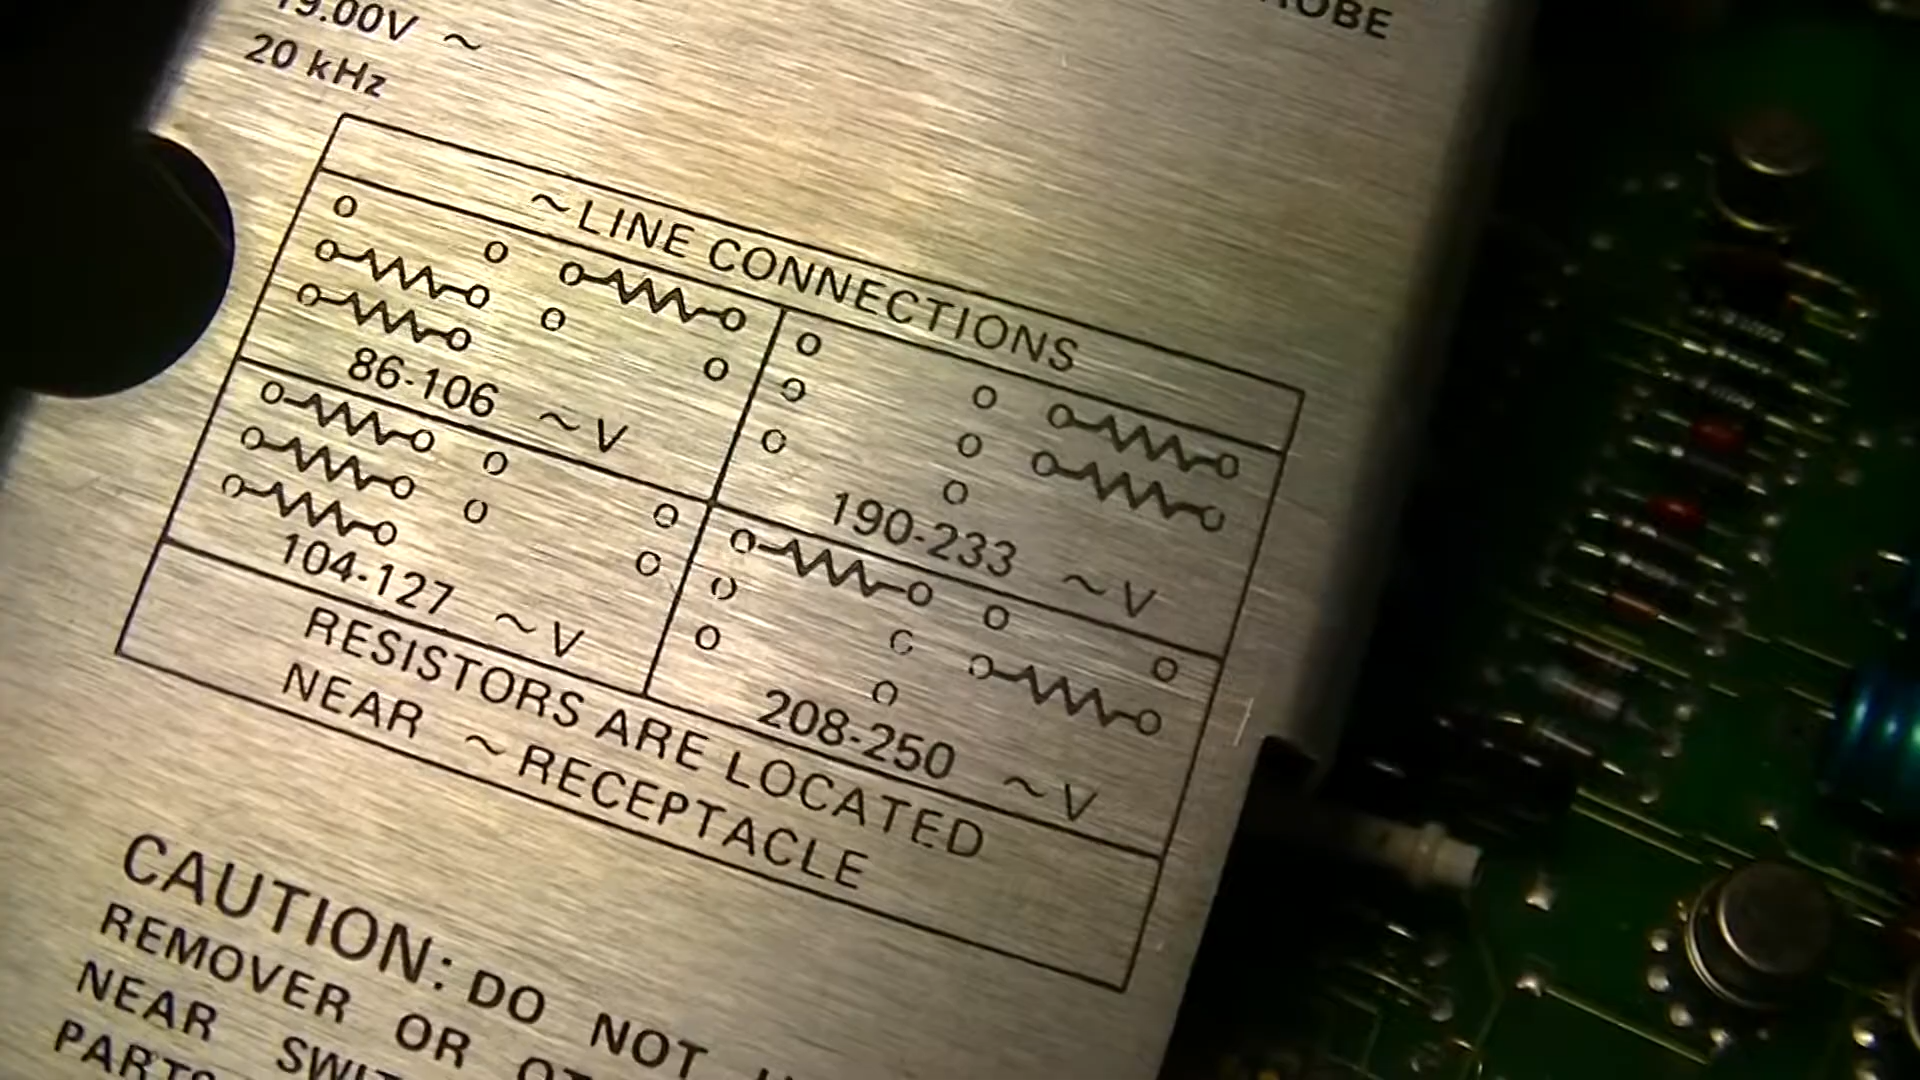 19.00V ~
20 kHz
~LINE CONNECTIONS
86-106 ~V
190-233 ~V
104-127 ~V
208-250 ~V
RESISTORS ARE LOCATED
NEAR ~RECEPTACLE
CAUTION: DO NOT
REMOVER OR
NEAR